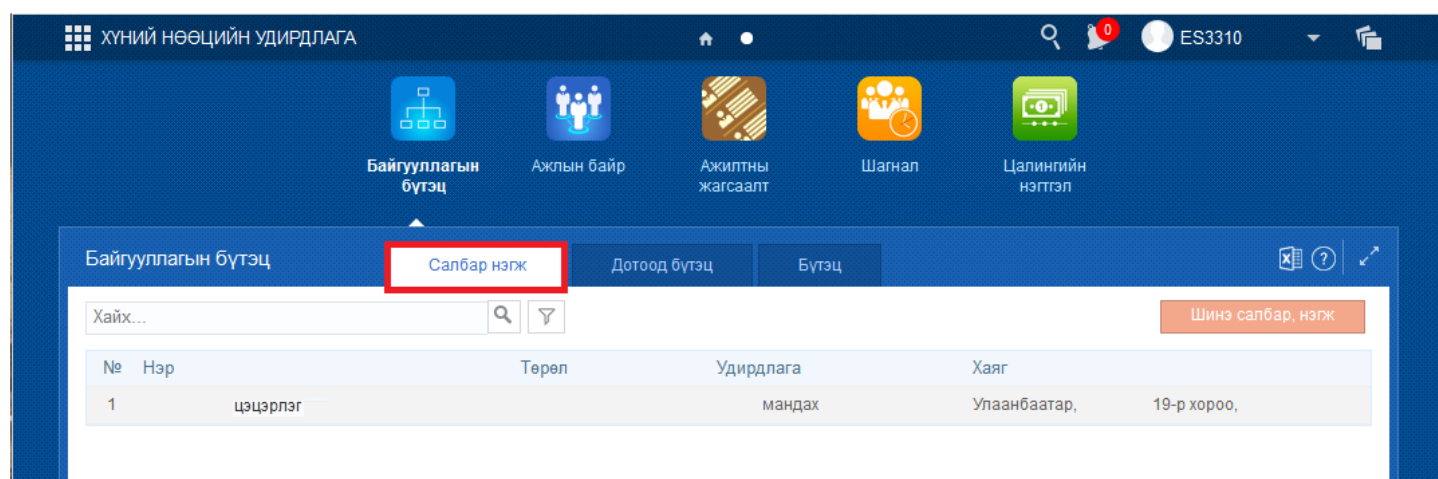 ХҮНИЙ НӨӨЦИЙН УДИРДЛАГА 0 ES3310
Байгууллагын бүтэц
Ажлын байр
Ажилтны жагсаалт
Шагнал
Цалингийн нэгтгэл
Байгууллагын бүтэц Салбар нэгж Дотоод бүтэц Бүтэц
Хайх... Шинэ салбар, нэгж
№ Нэр Төрөл Удирдлага Хаяг
1 цэцэрлэг мандах Улаанбаатар, 19-р хороо,